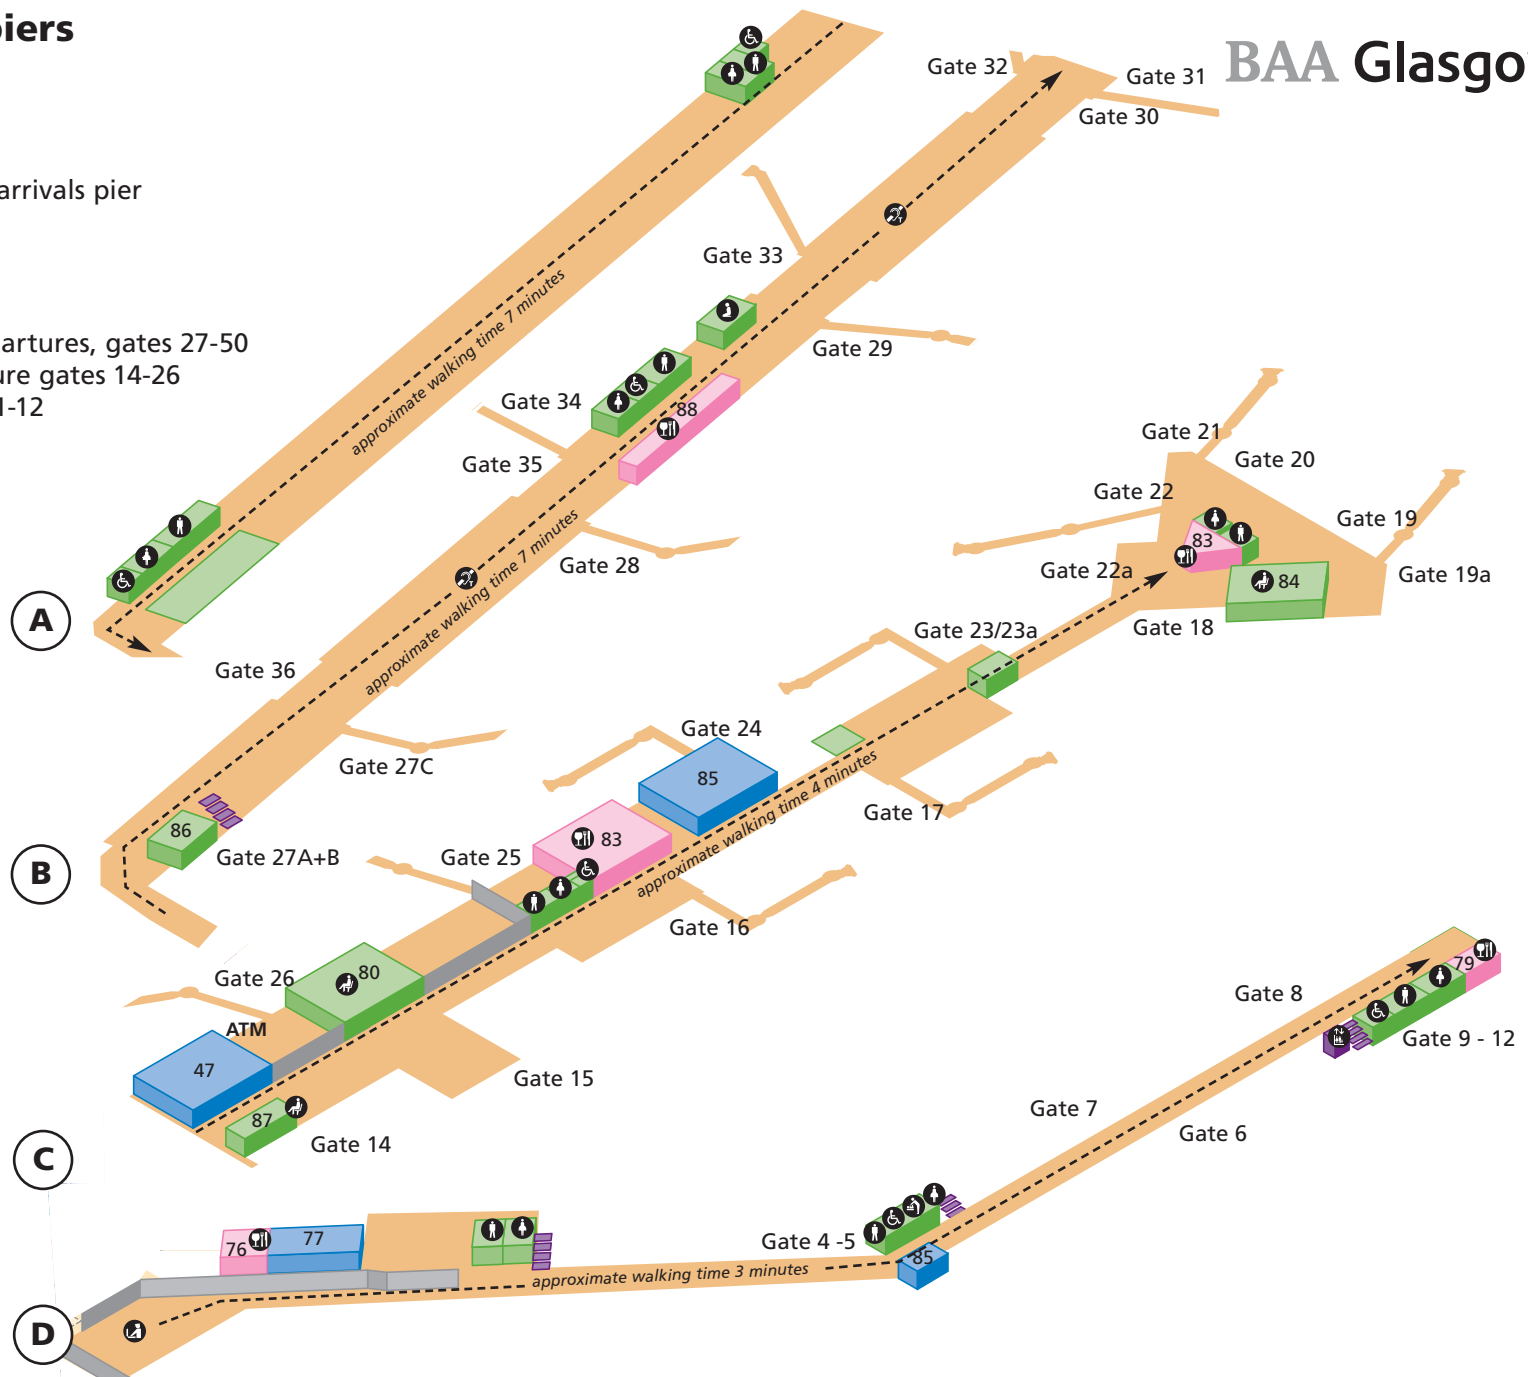 piers
BAA Glasgo
arrivals pier
artures, gates 27-50
ure gates 14-26
1-12
Gate 32
Gate 31
Gate 30
Gate 33
approximate walking time 7 minutes
Gate 29
Gate 34
88
Gate 35
Gate 21
Gate 20
Gate 22
Gate 19
83
Gate 28
approximate walking time 7 minutes
Gate 22a
84
Gate 19a
A
Gate 18
Gate 23/23a
Gate 36
Gate 24
Gate 27C
85
approximate walking time 4 minutes
Gate 17
86
Gate 27A+B
Gate 25
83
B
Gate 16
Gate 26
80
ATM
79
Gate 8
Gate 9 - 12
47
Gate 15
87
Gate 14
Gate 7
Gate 6
C
76
77
Gate 4 -5
85
approximate walking time 3 minutes
D